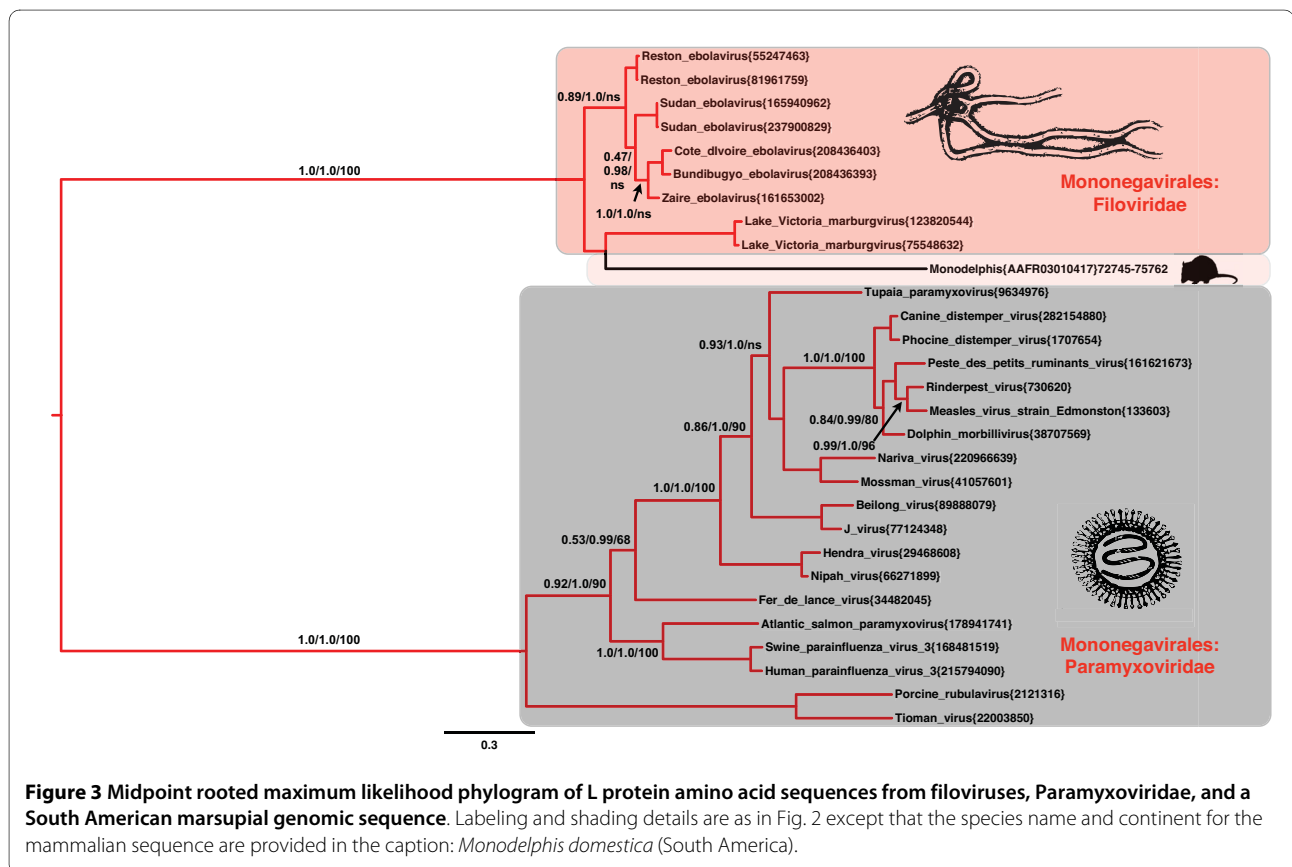 Reston_ebolavirus{55247463}
Reston_ebolavirus{81961759}
0.89/1.0/ns
Sudan_ebolavirus{165940962}
Sudan_ebolavirus{237900829}
0.47/
0.98/
ns
Cote_dIvoire_ebolavirus{208436403}
Bundibugyo_ebolavirus{208436393}
1.0/1.0/100
Mononegavirales:
Filoviridae
Zaire_ebolavirus{161653002}
1.0/1.0/ns
Lake_Victoria_marburgvirus{123820544}
Lake_Victoria_marburgvirus{75548632}
Monodelphis{AAFR03010417}72745-75762
Tupaia_paramyxovirus{9634976}
Canine_distemper_virus{282154880}
Phocine_distemper_virus{1707654}
0.93/1.0/ns
1.0/1.0/100
Peste_des_petits_ruminants_virus{161621673}
Rinderpest_virus{730620}
Measles_virus_strain_Edmonston{133603}
0.84/0.99/80
0.86/1.0/90
Dolphin_morbillivirus{38707569}
0.99/1.0/96
Nariva_virus{220966639}
Mossman_virus{41057601}
1.0/1.0/100
Beilong_virus{89888079}
J_virus{77124348}
0.53/0.99/68
Hendra_virus{29468608}
Nipah_virus{66271899}
0.92/1.0/90
Fer_de_lance_virus{34482045}
Atlantic_salmon_paramyxovirus{178941741}
1.0/1.0/100
Swine_parainfluenza_virus_3{168481519}
1.0/1.0/100
Human_parainfluenza_virus_3{215794090}
Mononegavirales:
Paramyxoviridae
Porcine_rubulavirus{2121316}
Tioman_virus{22003850}
0.3
Figure 3 Midpoint rooted maximum likelihood phylogram of L protein amino acid sequences from filoviruses, Paramyxoviridae, and a
South American marsupial genomic sequence. Labeling and shading details are as in Fig. 2 except that the species name and continent for the
mammalian sequence are provided in the caption: Monodelphis domestica (South America).